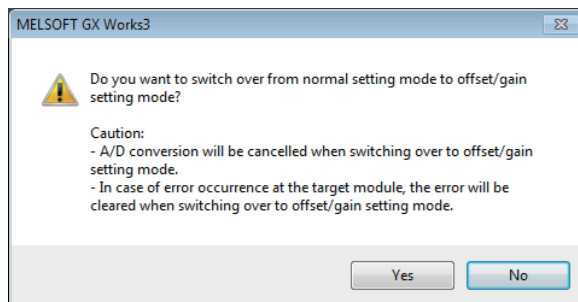 MELSOFT GX Works3
Do you want to switch over from normal setting mode to offset/gain
setting mode?
Caution:
- A/D conversion will be cancelled when switching over to offset/gain
setting mode.
- In case of error occurrence at the target module, the error will be
cleared when switching over to offset/gain setting mode.
Yes No